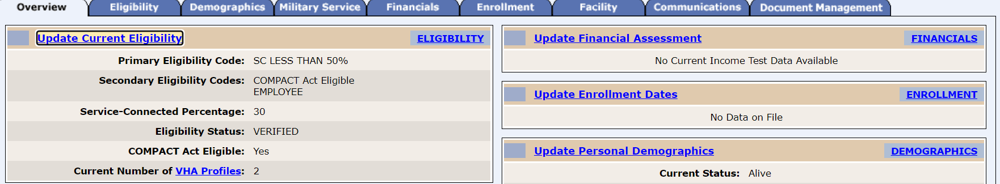 Overview Eligibility Demographics Military Service Financials Enrollment Facility Communications Document Management
Update Current Eligibility ELIGIBILITY
Primary Eligibility Code: SC LESS THAN 50%
Secondary Eligibility Codes: COMPACT Act Eligible
EMPLOYEE
Service-Connected Percentage: 30
Eligibility Status: VERIFIED
COMPACT Act Eligible: Yes
Current Number of VHA Profiles: 2
Update Financial Assessment FINANCIALS
No Current Income Test Data Available
Update Enrollment Dates ENROLLMENT
No Data on File
Update Personal Demographics DEMOGRAPHICS
Current Status: Alive